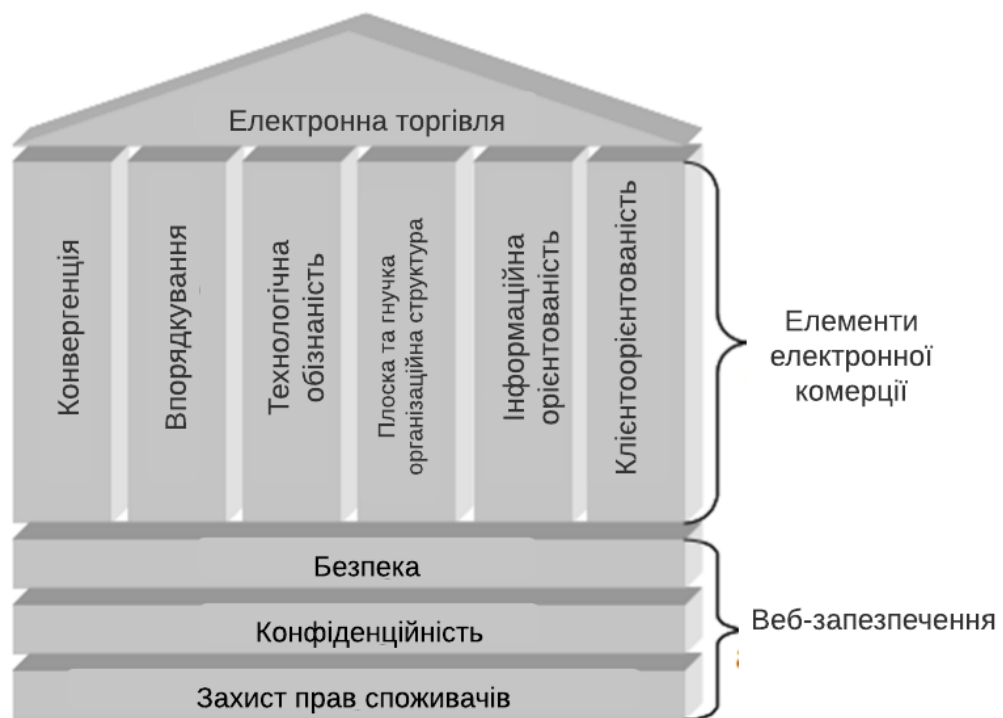 Електронна торгівля
Конвергенція
Впорядкування
Технологічна
обізнаність
Плоска та гнучка
організаційна структура
Інформаційна
орієнтованість
Клієнтоорієнтованість
Елементи
електронної
комерції
Безпека
Конфіденційність
Захист прав споживачів
Веб-запезпечення